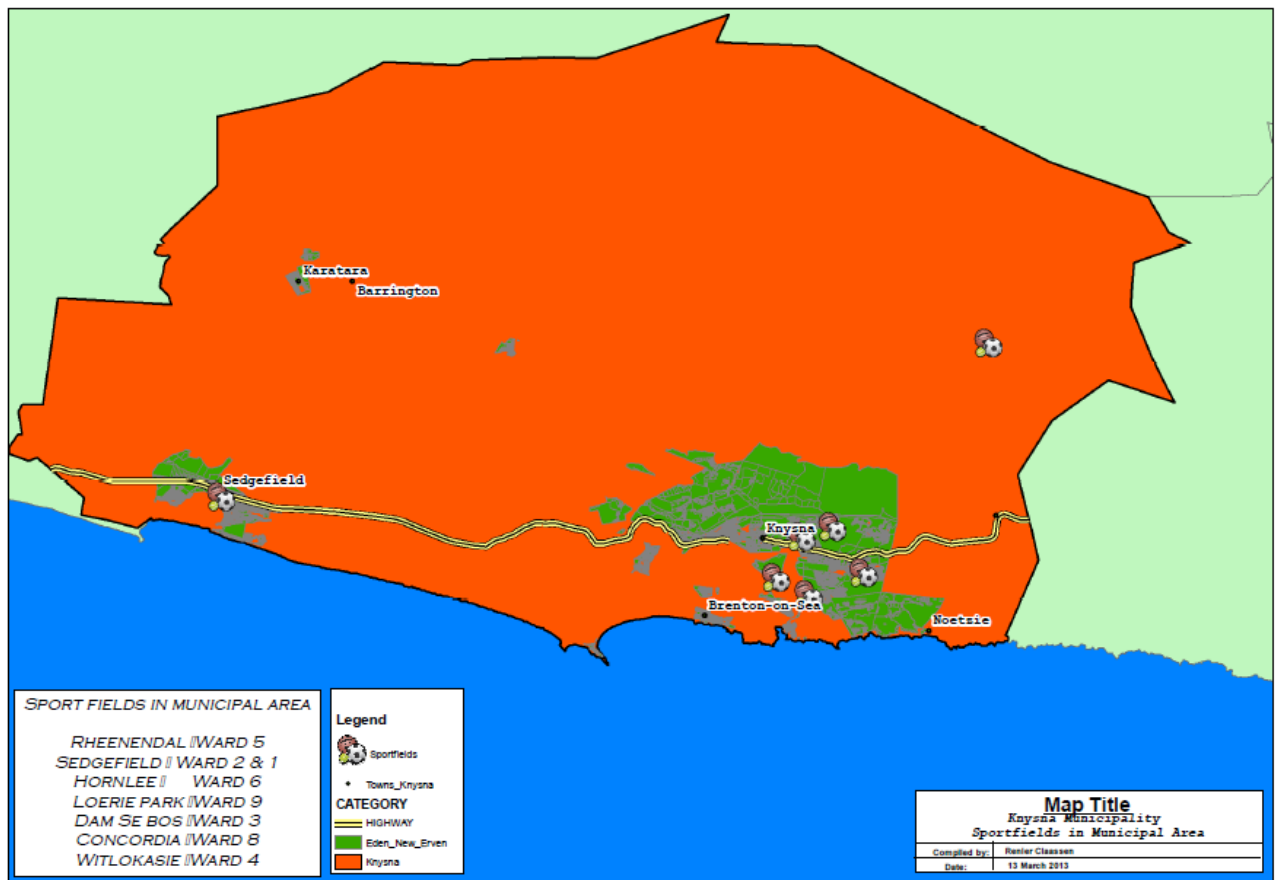 Karatara
Barrington
Sedgefield
Knysna
Brenton-on-Sea
Noetzie
SPORT FIELDS IN MUNICIPAL AREA
RHEENENDAL ▯WARD 5
SEDGEFIELD ▯ WARD 2 & 1
HORNLEE ▯ WARD 6
LOERIE PARK ▯WARD 9
DAM SE BOS ▯WARD 3
CONCORDIA ▯WARD 8
WITLOKASIE ▯WARD 4
Legend
Sportfields
Towns_Knysna
CATEGORY
HIGHWAY
Eden_New_Erven
Knysna
Map Title
Knysna Municipality
Sportfields in Municipal Area
Compiled by: Renier Claassen
Date: 13 March 2013